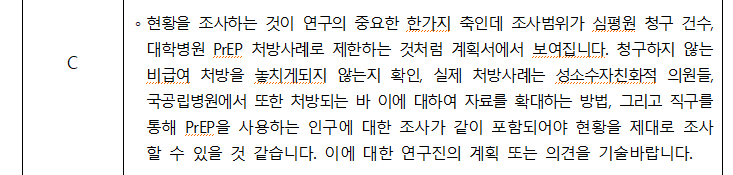 C
◦ 현황을 조사하는 것이 연구의 중요한 한가지 축인데 조사범위가 심평원 청구 건수,
대학병원 PrEP 처방사례로 제한하는 것처럼 계획서에서 보여집니다. 청구하지 않는
비급여 처방을 놓치게되지 않는지 확인, 실제 처방사례는 성소수자친화적 의원들,
국공립병원에서 또한 처방되는 바 이에 대하여 자료를 확대하는 방법, 그리고 직구를
통해 PrEP을 사용하는 인구에 대한 조사가 같이 포함되어야 현황을 제대로 조사
할 수 있을 것 같습니다. 이에 대한 연구진의 계획 또는 의견을 기술바랍니다.